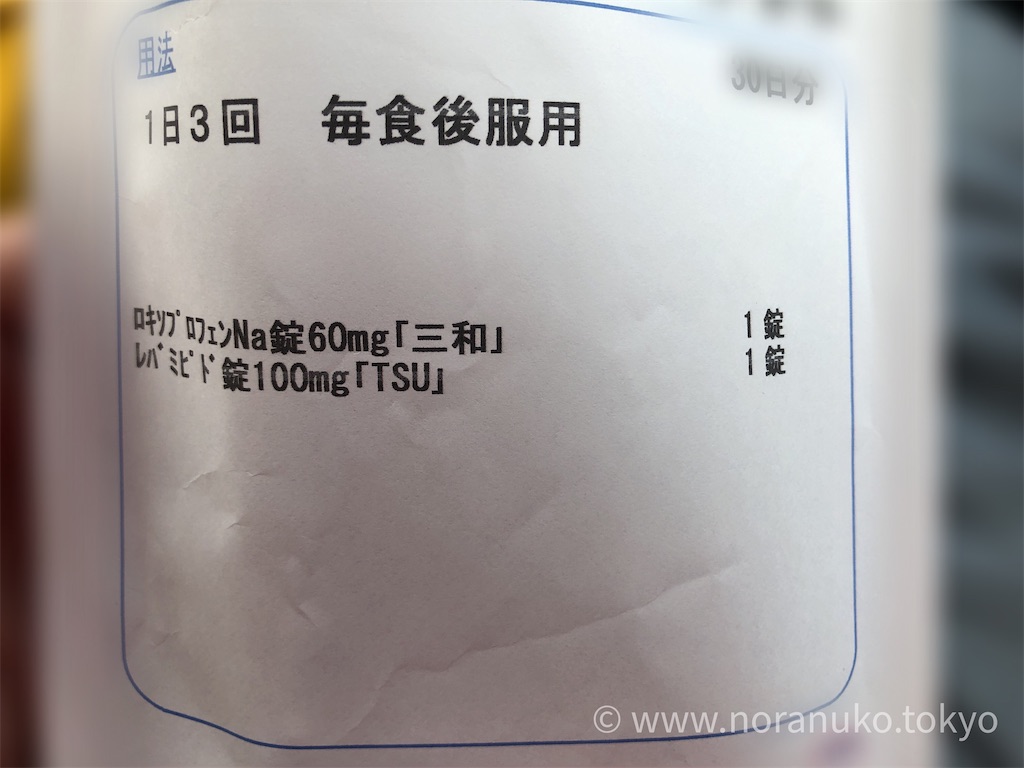 用法
30日分
1日3回 毎食後服用
ロキソプロフェンNa錠60mg「三和」 1錠
レバミピド錠100mg「TSU」 1錠
© www.noranuko.tokyo